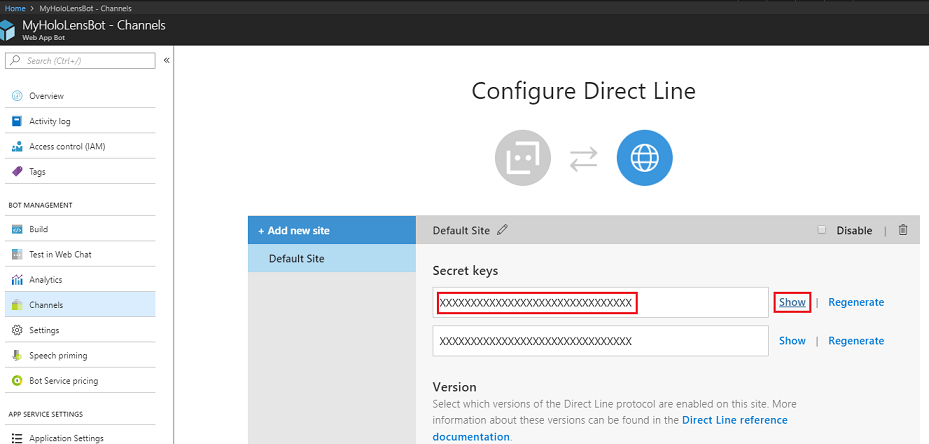 Home > MyHoloLensBot - Channels
MyHoloLensBot - Channels
Web App Bot
Search (Ctrl+/)
«
Overview
Activity log
Access control (IAM)
Tags
BOT MANAGEMENT
Build
Test in Web Chat
Analytics
Channels
Settings
Speech priming
Bot Service pricing
APP SERVICE SETTINGS
Application Settings
Configure Direct Line
+ Add new site
Default Site
Default Site
Disable |
Secret keys
XXXXXXXXXXXXXXXXXXXXXXXXXXXXXXXX Show | Regenerate
XXXXXXXXXXXXXXXXXXXXXXXXXXXXXXXX Show | Regenerate
Version
Select which versions of the Direct Line protocol are enabled on this site. More
information about these versions can be found in the Direct Line reference
documentation.